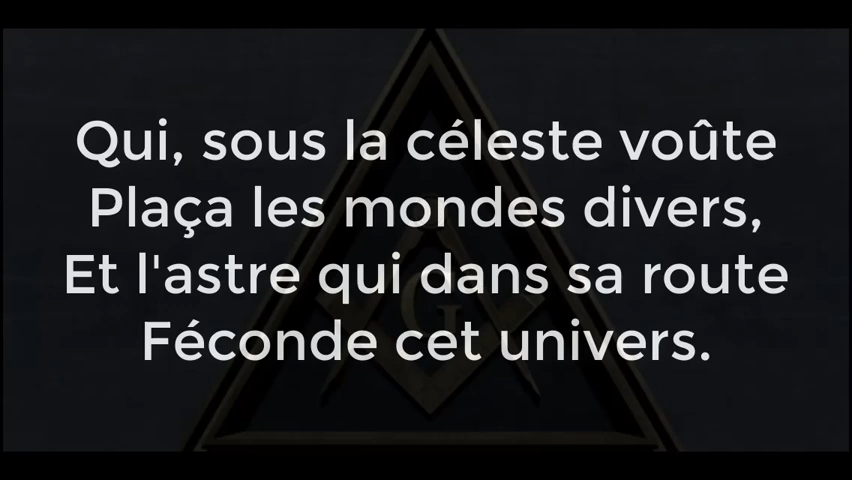 Qui, sous la céleste voûte
Plaça les mondes divers,
Et l'astre qui dans sa route
Féconde cet univers.
G